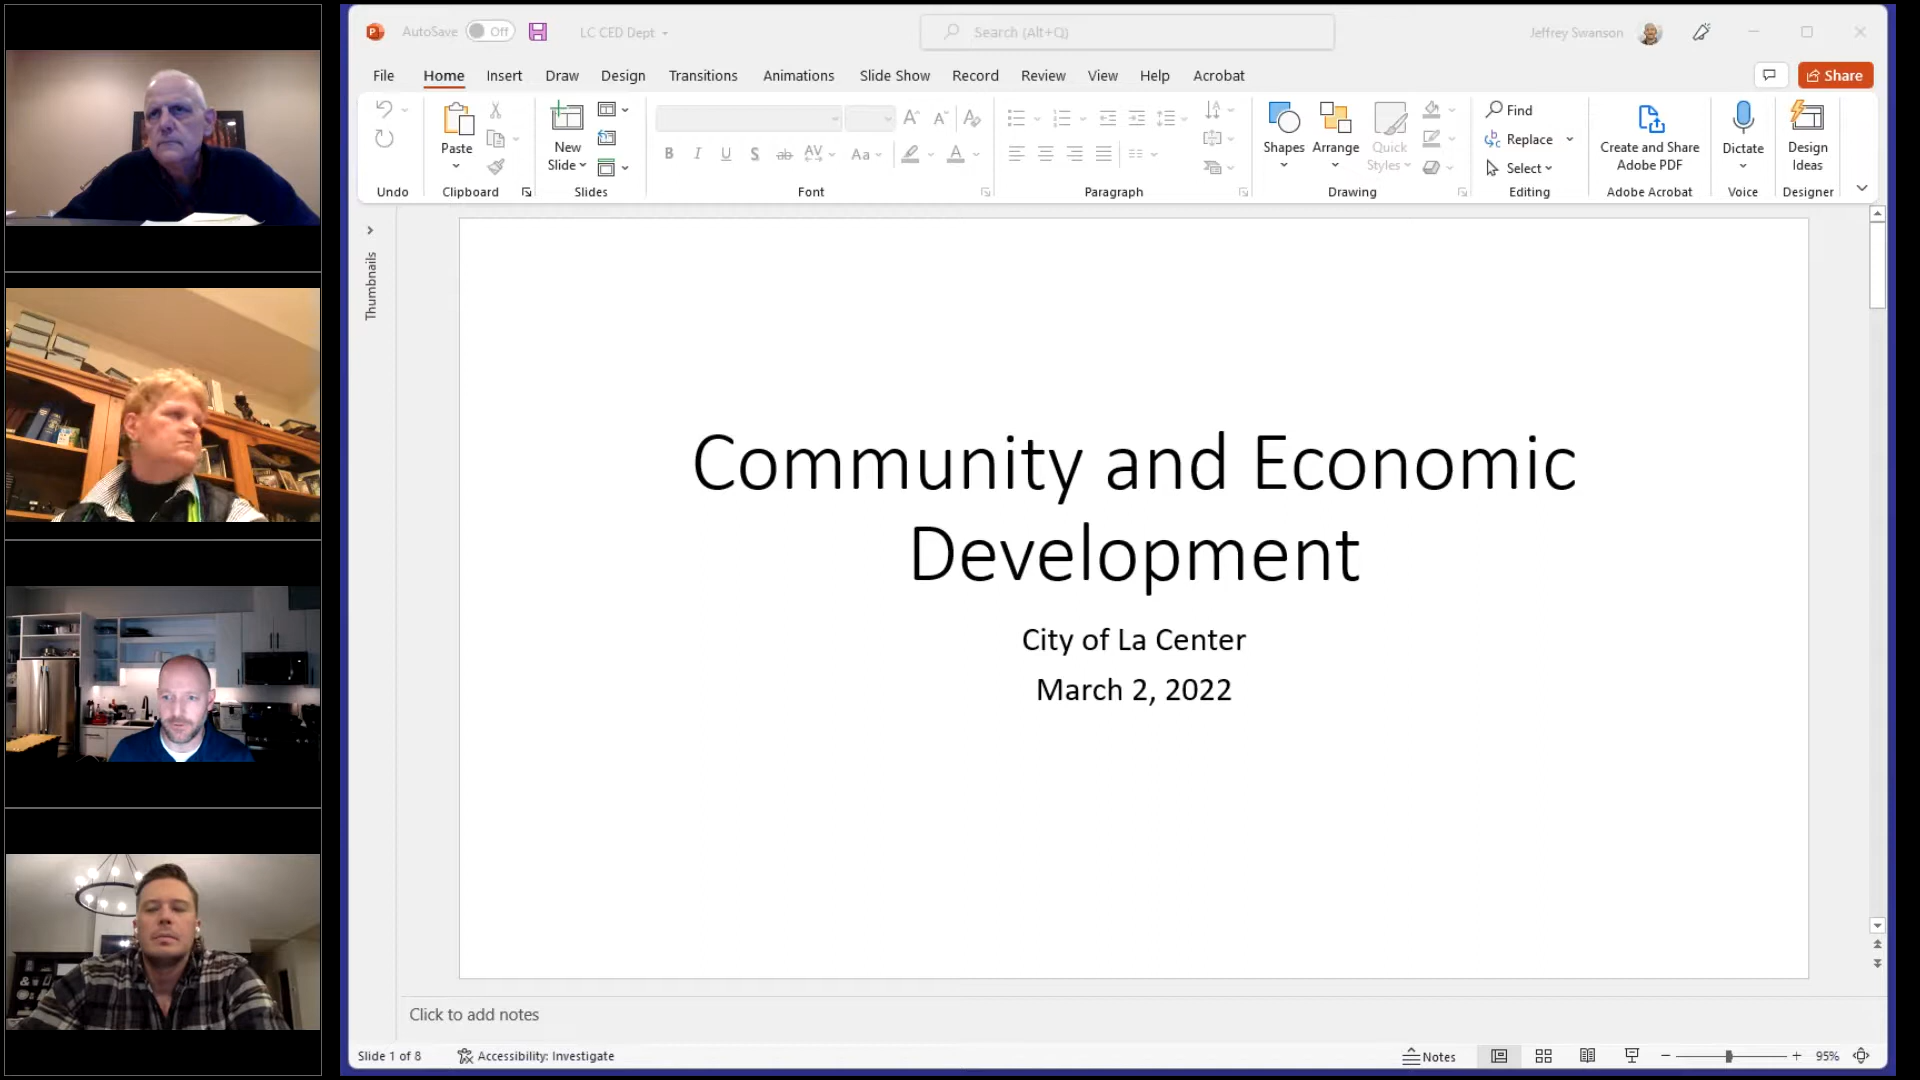 AutoSave
Off
LC CED Dept
Search (Alt+Q)
Jeffrey Swanson
File
Home
Insert
Draw
Design
Transitions
Animations
Slide Show
Record
Review
View
Help
Acrobat
Share
Paste
New
Slide
B
I
U
S
ab
AV
Aa
A
Shapes
Arrange
Quick
Styles
Find
Replace
Select
Create and Share
Adobe PDF
Dictate
Design
Ideas
Undo
Clipboard
Slides
Font
Paragraph
Drawing
Editing
Adobe Acrobat
Voice
Designer
Thumbnails
Community and Economic
Development
City of La Center
March 2, 2022
Click to add notes
Slide 1 of 8
Accessibility: Investigate
Notes
95%